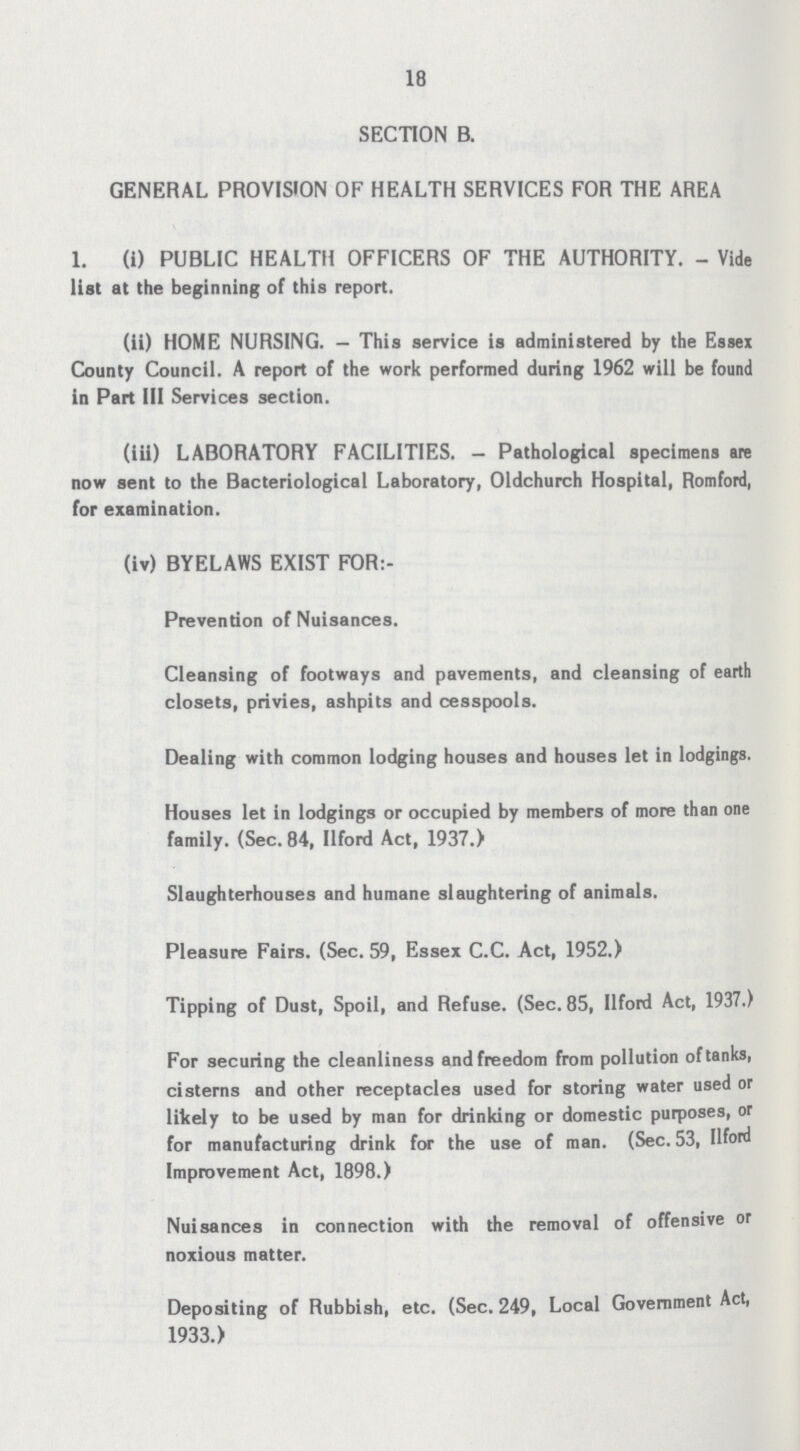 18
SECTION B.
GENERAL PROVISION OF HEALTH SERVICES FOR THE AREA
1. (i) PUBLIC HEALTH OFFICERS OF THE AUTHORITY. – Vide
list at the beginning of this report.
(ii) HOME NURSING. – This service is administered by the Essex
County Council. A report of the work performed during 1962 will be found
in Part III Services section.
(iii) LABORATORY FACILITIES. – Pathological specimens are
now sent to the Bacteriological Laboratory, Oldchurch Hospital, Romford,
for examination.
(iv) BYELAWS EXIST FOR:-
Prevention of Nuisances.
Cleansing of footways and pavements, and cleansing of earth
closets, privies, ashpits and cesspools.
Dealing with common lodging houses and houses let in lodgings.
Houses let in lodgings or occupied by members of more than one
family. (Sec. 84, Ilford Act, 1937.)
Slaughterhouses and humane slaughtering of animals.
Pleasure Fairs. (Sec. 59, Essex C.C. Act, 1952.)
Tipping of Dust, Spoil, and Refuse. (Sec. 85, Ilford Act, 1937.)
For securing the cleanliness and freedom from pollution of tanks,
cisterns and other receptacles used for storing water used or
likely to be used by man for drinking or domestic purposes, or
for manufacturing drink for the use of man. (Sec. 53, Ilford
Improvement Act, 1898.)
Nuisances in connection with the removal of offensive or
noxious matter.
Depositing of Rubbish, etc. (Sec. 249, Local Government Act,
1933.)